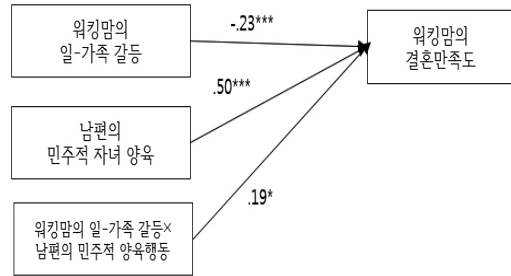 워킹맘의
일-가족 갈등
-.23***
워킹맘의
결혼만족도
.50***
남편의
민주적 자녀 양육
.19*
워킹맘의 일-가족 갈등×
남편의 민주적 양육행동